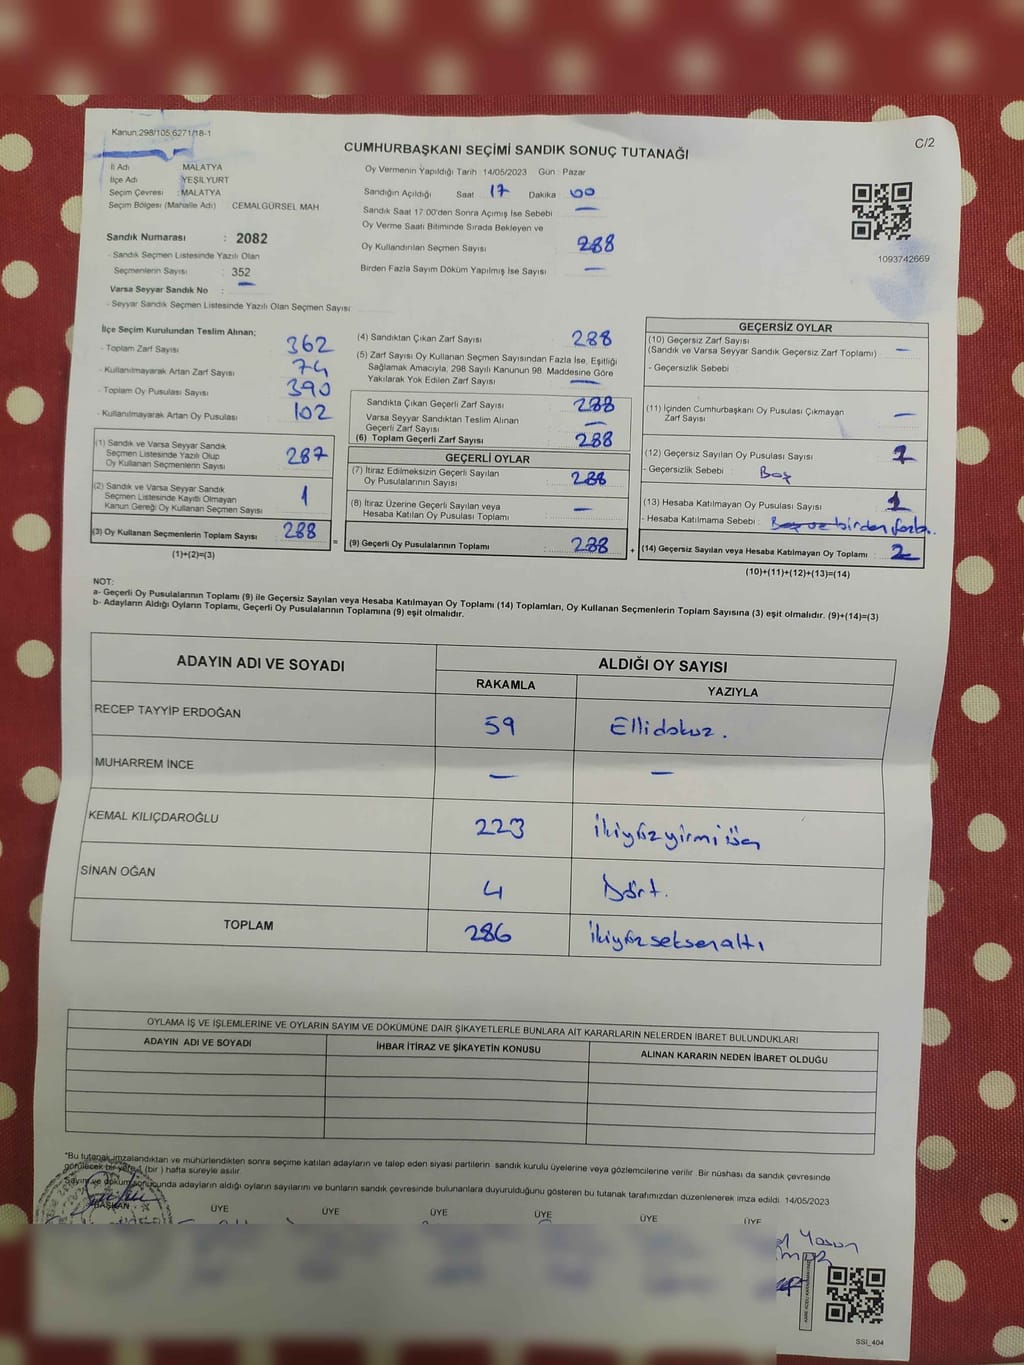 Kanun:298/105,6271/18-1
C/2
CUMHURBAŞKANI SEÇİMİ SANDIK SONUÇ TUTANAĞI
İl Adı MALATYA
İlçe Adı YEŞİLYURT
Seçim Çevresi : MALATYA
Seçim Bölgesi (Mahalle Adı) CEMALGÜRSEL MAH
Oy Vermenin Yapıldığı Tarih 14/05/2023 Gün Pazar
Sandığın Açıldığı Saat 17 Dakika 00
Sandık Saat 17:00'den Sonra Açımış İse Sebebi —
Oy Verme Saati Bitiminde Sırada Bekleyen ve
Oy Kullandırılan Seçmen Sayısı 288
Birden Fazla Sayım Döküm Yapılmış İse Sayısı —
1093742669
Sandık Numarası : 2082
- Sandık Seçmen Listesinde Yazılı Olan
Seçmenlerin Sayısı : 352
Varsa Seyyar Sandık No : —
- Seyyar Sandık Seçmen Listesinde Yazılı Olan Seçmen Sayısı
İlçe Seçim Kurulundan Teslim Alınan;
- Toplam Zarf Sayısı 362
- Kullanılmayarak Artan Zarf Sayısı 74
- Toplam Oy Pusulası Sayısı 390
- Kullanılmayarak Artan Oy Pusulası 102
(1) Sandık ve Varsa Seyyar Sandık
Seçmen Listesinde Yazılı Olup
Oy Kullanan Seçmenlerin Sayısı 287
(2) Sandık ve Varsa Seyyar Sandık
Seçmen Listesinde Kayıtlı Olmayan
Kanun Gereği Oy Kullanan Seçmen Sayısı 1
(3) Oy Kullanan Seçmenlerin Toplam Sayısı 288
(1)+(2)=(3)
(4) Sandıktan Çıkan Zarf Sayısı 288
(5) Zarf Sayısı Oy Kullanan Seçmen Sayısından Fazla İse, Eşitliği
Sağlamak Amacıyla, 298 Sayılı Kanunun 98. Maddesine Göre
Yakılarak Yok Edilen Zarf Sayısı —
Sandıkta Çıkan Geçerli Zarf Sayısı 288
Varsa Seyyar Sandıktan Teslim Alınan
Geçerli Zarf Sayısı —
(6) Toplam Geçerli Zarf Sayısı 288
GEÇERLİ OYLAR
(7) İtiraz Edilmeksizin Geçerli Sayılan
Oy Pusulalarının Sayısı 288
(8) İtiraz Üzerine Geçerli Sayılan veya
Hesaba Katılan Oy Pusulası Toplamı —
= (9) Geçerli Oy Pusulalarının Toplamı 288
GEÇERSİZ OYLAR
(10) Geçersiz Zarf Sayısı
(Sandık ve Varsa Seyyar Sandık Geçersiz Zarf Toplamı) —
- Geçersizlik Sebebi
(11) İçinden Cumhurbaşkanı Oy Pusulası Çıkmayan
Zarf Sayısı —
(12) Geçersiz Sayılan Oy Pusulası Sayısı 1
- Geçersizlik Sebebi : Boş
(13) Hesaba Katılmayan Oy Pusulası Sayısı 1
- Hesaba Katılmama Sebebi : Boş ve birden fazla..
+ (14) Geçersiz Sayılan veya Hesaba Katılmayan Oy Toplamı 2
(10)+(11)+(12)+(13)=(14)
NOT:
a- Geçerli Oy Pusulalarının Toplamı (9) ile Geçersiz Sayılan veya Hesaba Katılmayan Oy Toplamı (14) Toplamları, Oy Kullanan Seçmenlerin Toplam Sayısına (3) eşit olmalıdır. (9)+(14)=(3)
b- Adayların Aldığı Oyların Toplamı, Geçerli Oy Pusulalarının Toplamına (9) eşit olmalıdır.
ADAYIN ADI VE SOYADI ALDIĞI OY SAYISI
RAKAMLA YAZIYLA
RECEP TAYYİP ERDOĞAN 59 Ellidokuz.
MUHARREM İNCE — —
KEMAL KILIÇDAROĞLU 223 ikiyüzyirmiüç
SİNAN OĞAN 4 Dört.
TOPLAM 286 ikiyüzseksenaltı
OYLAMA İŞ VE İŞLEMLERİNE VE OYLARIN SAYIM VE DÖKÜMÜNE DAİR ŞİKAYETLERLE BUNLARA AİT KARARLARIN NELERDEN İBARET BULUNDUKLARI
ADAYIN ADI VE SOYADI İHBAR İTİRAZ VE ŞİKAYETİN KONUSU ALINAN KARARIN NEDEN İBARET OLDUĞU
"Bu tutanak imzalandıktan ve mühürlendikten sonra seçime katılan adayların ve talep eden siyasi partilerin sandık kurulu üyelerine veya gözlemcilerine verilir. Bir nüshası da sandık çevresinde
görülecek bir yere 1 (bir) hafta süreyle asılır.
Sayım ve döküm sonucunda adayların aldığı oyların sayılarını ve bunların sandık çevresinde bulunanlara duyurulduğunu gösteren bu tutanak tarafımızdan düzenlenerek imza edildi. 14/05/2023
BAŞKAN ÜYE ÜYE ÜYE ÜYE ÜYE ÜYE
SSI_404